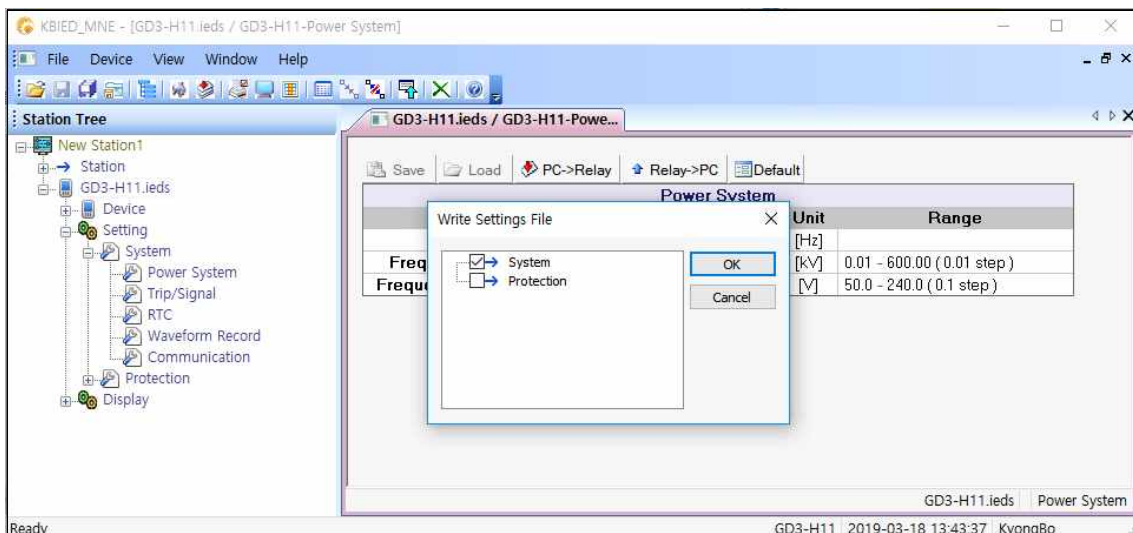 KBIED_MNE - [GD3-H11.ieds / GD3-H11-Power System]
File Device View Window Help
Station Tree
GD3-H11.ieds / GD3-H11-Powe...
New Station1
Station
GD3-H11.ieds
Device
Setting
System
Power System
Trip/Signal
RTC
Waveform Record
Communication
Protection
Display
Save Load PC->Relay Relay->PC Default
Power System
Unit Range
[Hz]
Freq [kV] 0.01 - 600.00 ( 0.01 step )
Freque [V] 50.0 - 240.0 ( 0.1 step )
Write Settings File
System
Protection
OK
Cancel
GD3-H11.ieds Power System
Ready GD3-H11 2019-03-18 13:43:37 KyongBo